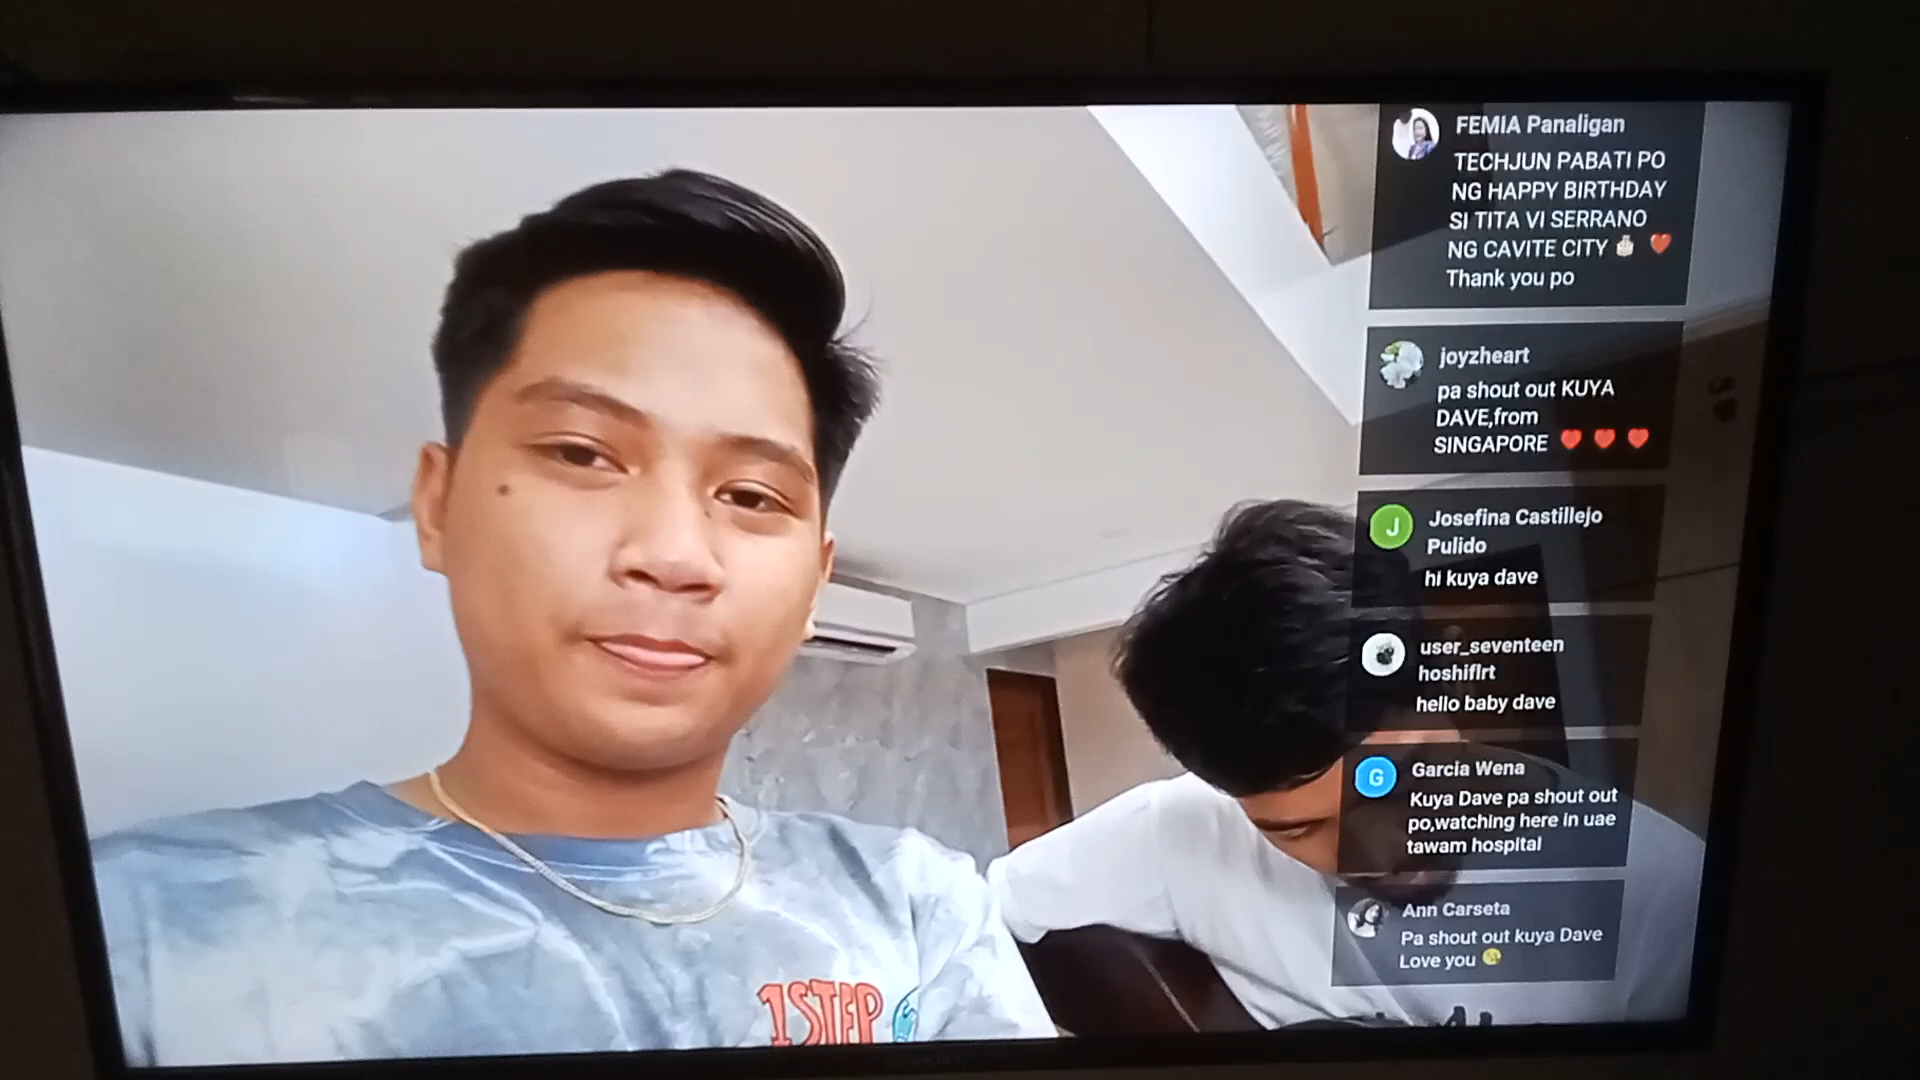 FEMIA Panaligan
TECHJUN PABATI PO
NG HAPPY BIRTHDAY
SI TITA VI SERRANO
NG CAVITE CITY 🎂 ❤️
Thank you po
joyzheart
pa shout out KUYA
DAVE,from
SINGAPORE ❤️ ❤️ ❤️
J
Josefina Castillejo
Pulido
hi kuya dave
user_seventeen
hoshiflrt
hello baby dave
G
Garcia Wena
Kuya Dave pa shout out
po,watching here in uae
tawam hospital
Ann Carseta
Pa shout out kuya Dave
Love you 😘
1STEP